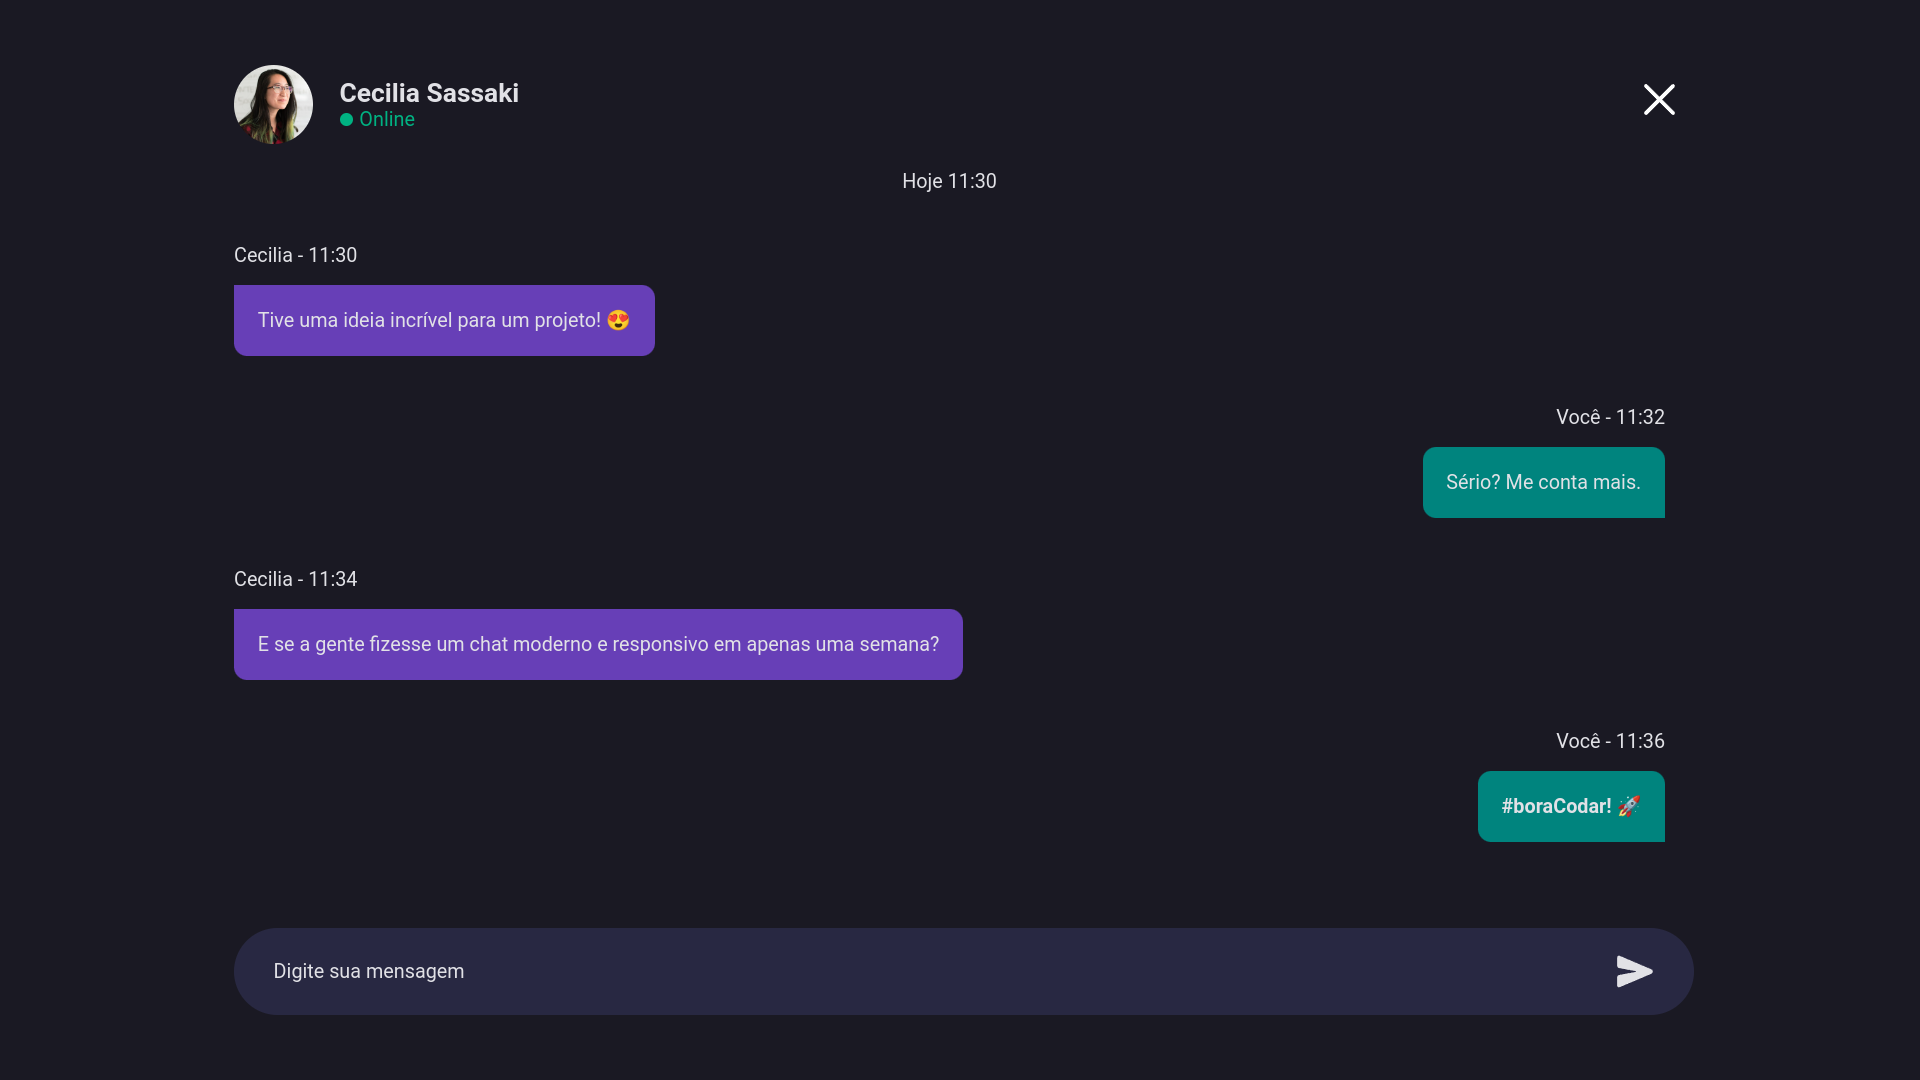 Cecilia Sassaki
Online
Hoje 11:30
Cecilia - 11:30
Tive uma ideia incrível para um projeto! 😍
Você - 11:32
Sério? Me conta mais.
Cecilia - 11:34
E se a gente fizesse um chat moderno e responsivo em apenas uma semana?
Você - 11:36
#boraCodar! 🚀
Digite sua mensagem